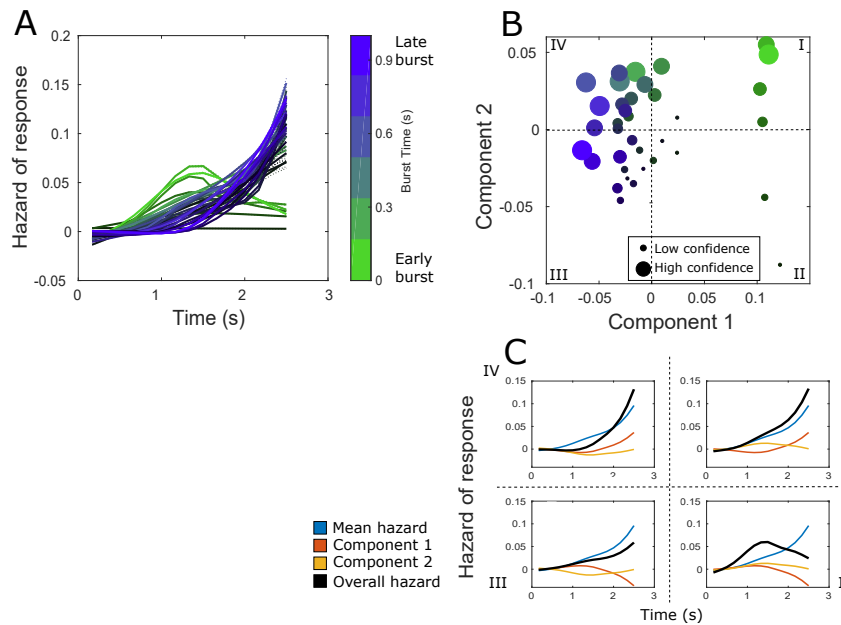 A
Hazard of response
0.2
0.15
0.1
0.05
0
-0.05
0
1
2
3
Time (s)
Late
burst
0.9
0.6
0.3
0
Burst Time (s)
Early
burst
B
Component 2
0.05
0
-0.05
-0.1
IV
I
III
II
Low confidence
High confidence
-0.1
-0.05
0
0.05
0.1
Component 1
C
Hazard of response
IV
0.15
0.1
0.05
0
0
1
2
3
0.15
0.1
0.05
0
0
1
2
3
III
0.15
0.1
0.05
0
0
1
2
3
0.15
0.1
0.05
0
0
1
2
3
I
Time (s)
Mean hazard
Component 1
Component 2
Overall hazard